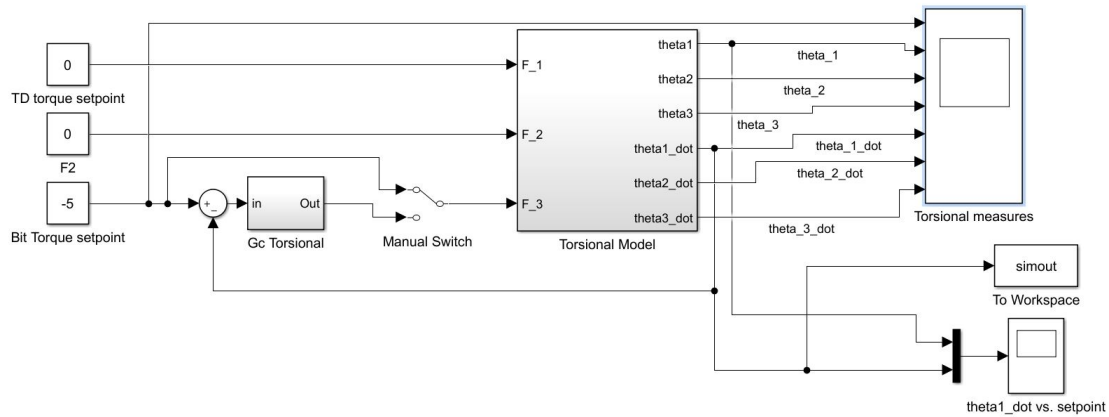 0
TD torque setpoint
0
F2
-5
Bit Torque setpoint
+
_
in
Out
Gc Torsional
Manual Switch
F_1
F_2
F_3
theta1
theta2
theta3
theta1_dot
theta2_dot
theta3_dot
Torsional Model
theta_1
theta_2
theta_3
theta_1_dot
theta_2_dot
theta_3_dot
Torsional measures
simout
To Workspace
theta1_dot vs. setpoint